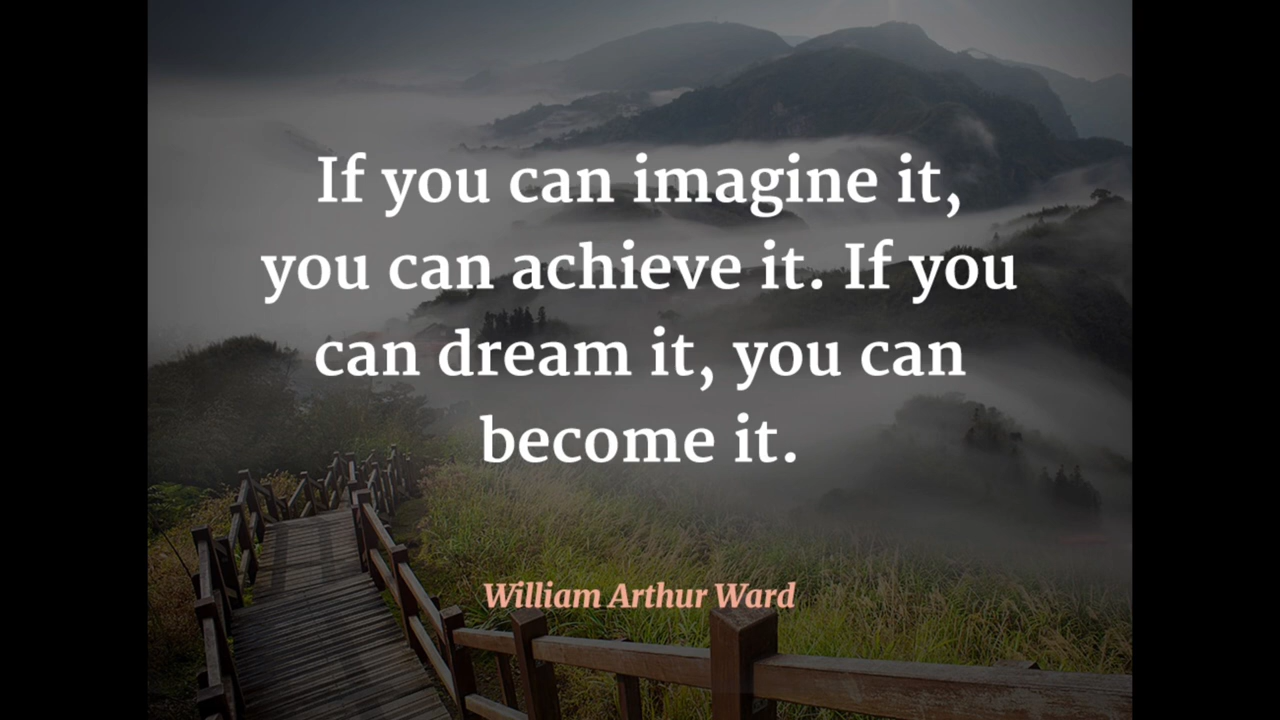 If you can imagine it,
you can achieve it. If you
can dream it, you can
become it.
William Arthur Ward